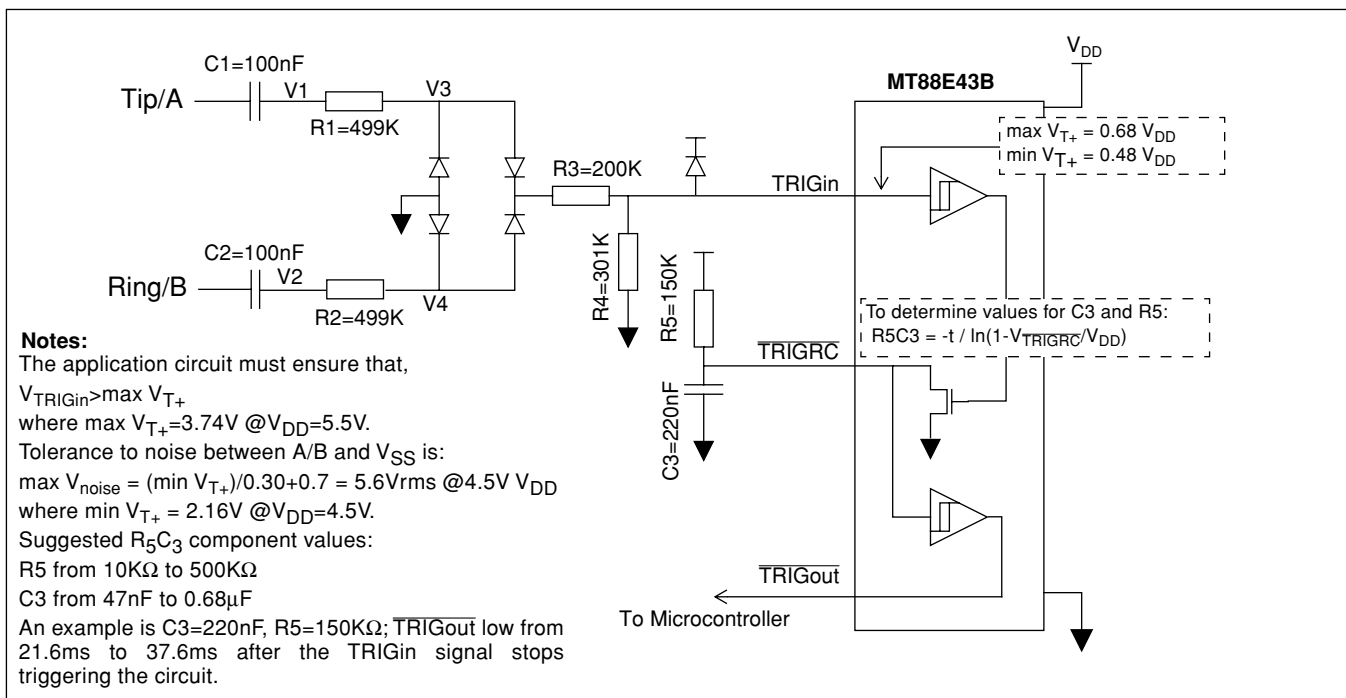 C1=100nF
V1
V3
Tip/A
R1=499K
R3=200K
C2=100nF
V2
V4
Ring/B
R2=499K
R4=301K
TRIGin
MT88E43B
VDD
max VT+ = 0.68 VDD
min VT+ = 0.48 VDD
R5=150K
TRIGRC
C3=220nF
To determine values for C3 and R5:
R5C3 = -t / ln(1-VTRIGRC/VDD)
TRIGout
To Microcontroller
Notes:
The application circuit must ensure that,
VTRIGin>max VT+
where max VT+=3.74V @VDD=5.5V.
Tolerance to noise between A/B and VSS is:
max Vnoise = (min VT+)/0.30+0.7 = 5.6Vrms @4.5V VDD
where min VT+ = 2.16V @VDD=4.5V.
Suggested R5C3 component values:
R5 from 10KΩ to 500KΩ
C3 from 47nF to 0.68μF
An example is C3=220nF, R5=150KΩ; TRIGout low from
21.6ms to 37.6ms after the TRIGin signal stops
triggering the circuit.